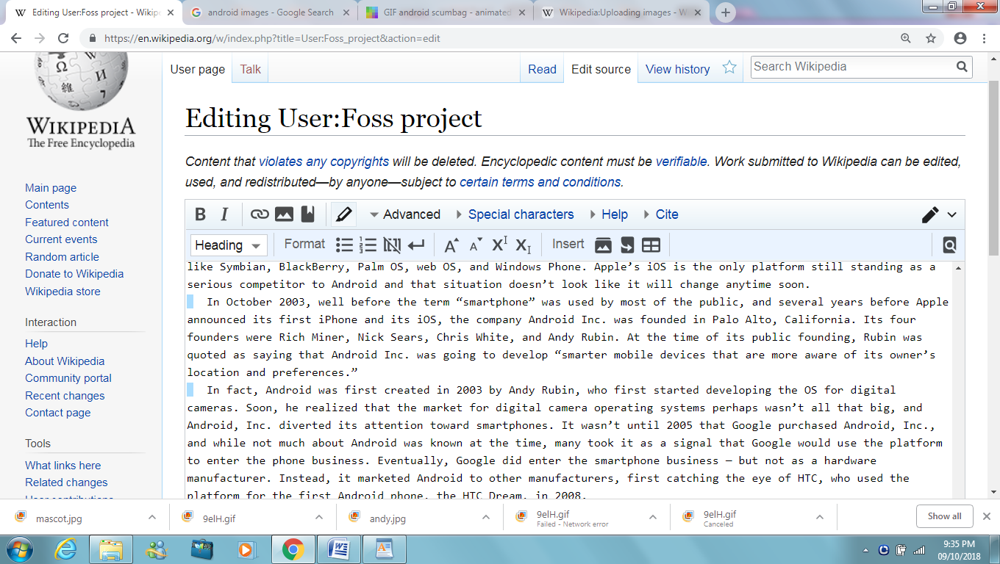 Editing User:Foss project - Wikipe
android images - Google Search
GIF android scumbag - animated
Wikipedia:Uploading images - W
https://en.wikipedia.org/w/index.php?title=User:Foss_project&action=edit
WIKIPEDIA
The Free Encyclopedia
Main page
Contents
Featured content
Current events
Random article
Donate to Wikipedia
Wikipedia store
Interaction
Help
About Wikipedia
Community portal
Recent changes
Contact page
Tools
What links here
Related changes
User contributions
User page Talk
Read Edit source View history
Search Wikipedia
Editing User:Foss project
Content that violates any copyrights will be deleted. Encyclopedic content must be verifiable. Work submitted to Wikipedia can be edited,
used, and redistributed—by anyone—subject to certain terms and conditions.
B I Advanced Special characters Help Cite
Heading Format Insert
like Symbian, BlackBerry, Palm OS, web OS, and Windows Phone. Apple’s iOS is the only platform still standing as a
serious competitor to Android and that situation doesn’t look like it will change anytime soon.
In October 2003, well before the term “smartphone” was used by most of the public, and several years before Apple
announced its first iPhone and its iOS, the company Android Inc. was founded in Palo Alto, California. Its four
founders were Rich Miner, Nick Sears, Chris White, and Andy Rubin. At the time of its public founding, Rubin was
quoted as saying that Android Inc. was going to develop “smarter mobile devices that are more aware of its owner’s
location and preferences.”
In fact, Android was first created in 2003 by Andy Rubin, who first started developing the OS for digital
cameras. Soon, he realized that the market for digital camera operating systems perhaps wasn’t all that big, and
Android, Inc. diverted its attention toward smartphones. It wasn’t until 2005 that Google purchased Android, Inc.,
and while not much about Android was known at the time, many took it as a signal that Google would use the platform
to enter the phone business. Eventually, Google did enter the smartphone business — but not as a hardware
manufacturer. Instead, it marketed Android to other manufacturers, first catching the eye of HTC, who used the
platform for the first Android phone, the HTC Dream, in 2008.
mascot.jpg
9elH.gif
andy.jpg
9elH.gif
Failed - Network error
9elH.gif
Canceled
Show all
9:35 PM
09/10/2018